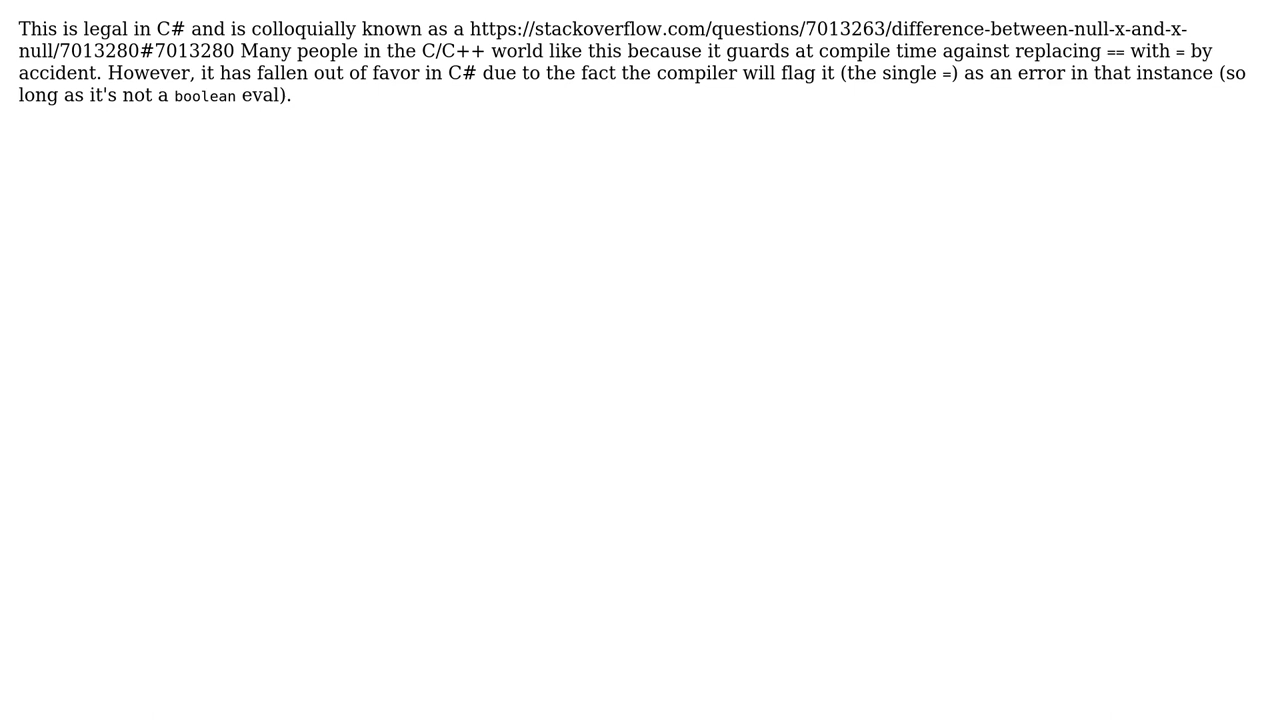 This is legal in C# and is colloquially known as a https://stackoverflow.com/questions/7013263/difference-between-null-x-and-x-
null/7013280#7013280 Many people in the C/C++ world like this because it guards at compile time against replacing == with = by
accident. However, it has fallen out of favor in C# due to the fact the compiler will flag it (the single =) as an error in that instance (so
long as it's not a boolean eval).